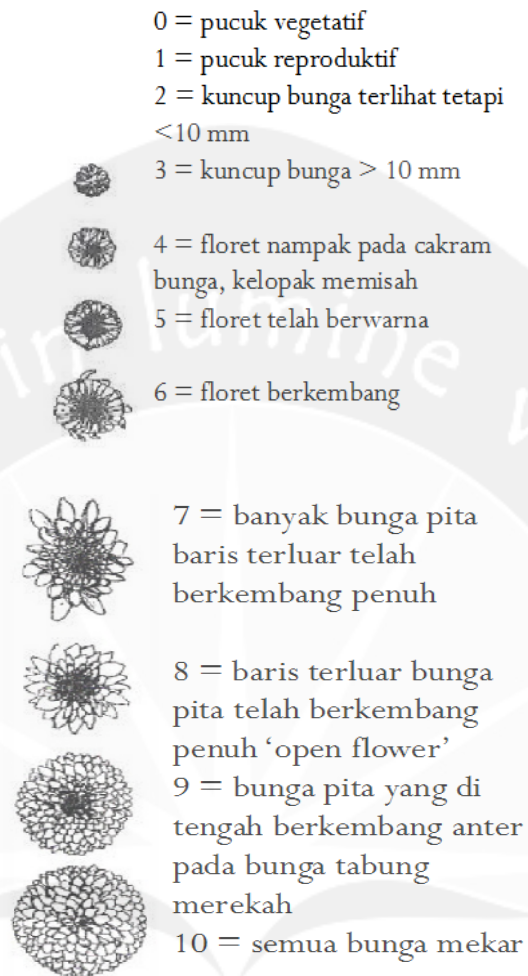 0 = pucuk vegetatif
1 = pucuk reproduktif
2 = kuncup bunga terlihat tetapi
<10 mm
3 = kuncup bunga > 10 mm
4 = floret nampak pada cakram
bunga, kelopak memisah
5 = floret telah berwarna
6 = floret berkembang
7 = banyak bunga pita
baris terluar telah
berkembang penuh
8 = baris terluar bunga
pita telah berkembang
penuh ‘open flower’
9 = bunga pita yang di
tengah berkembang anter
pada bunga tabung
merekah
10 = semua bunga mekar
in lumine